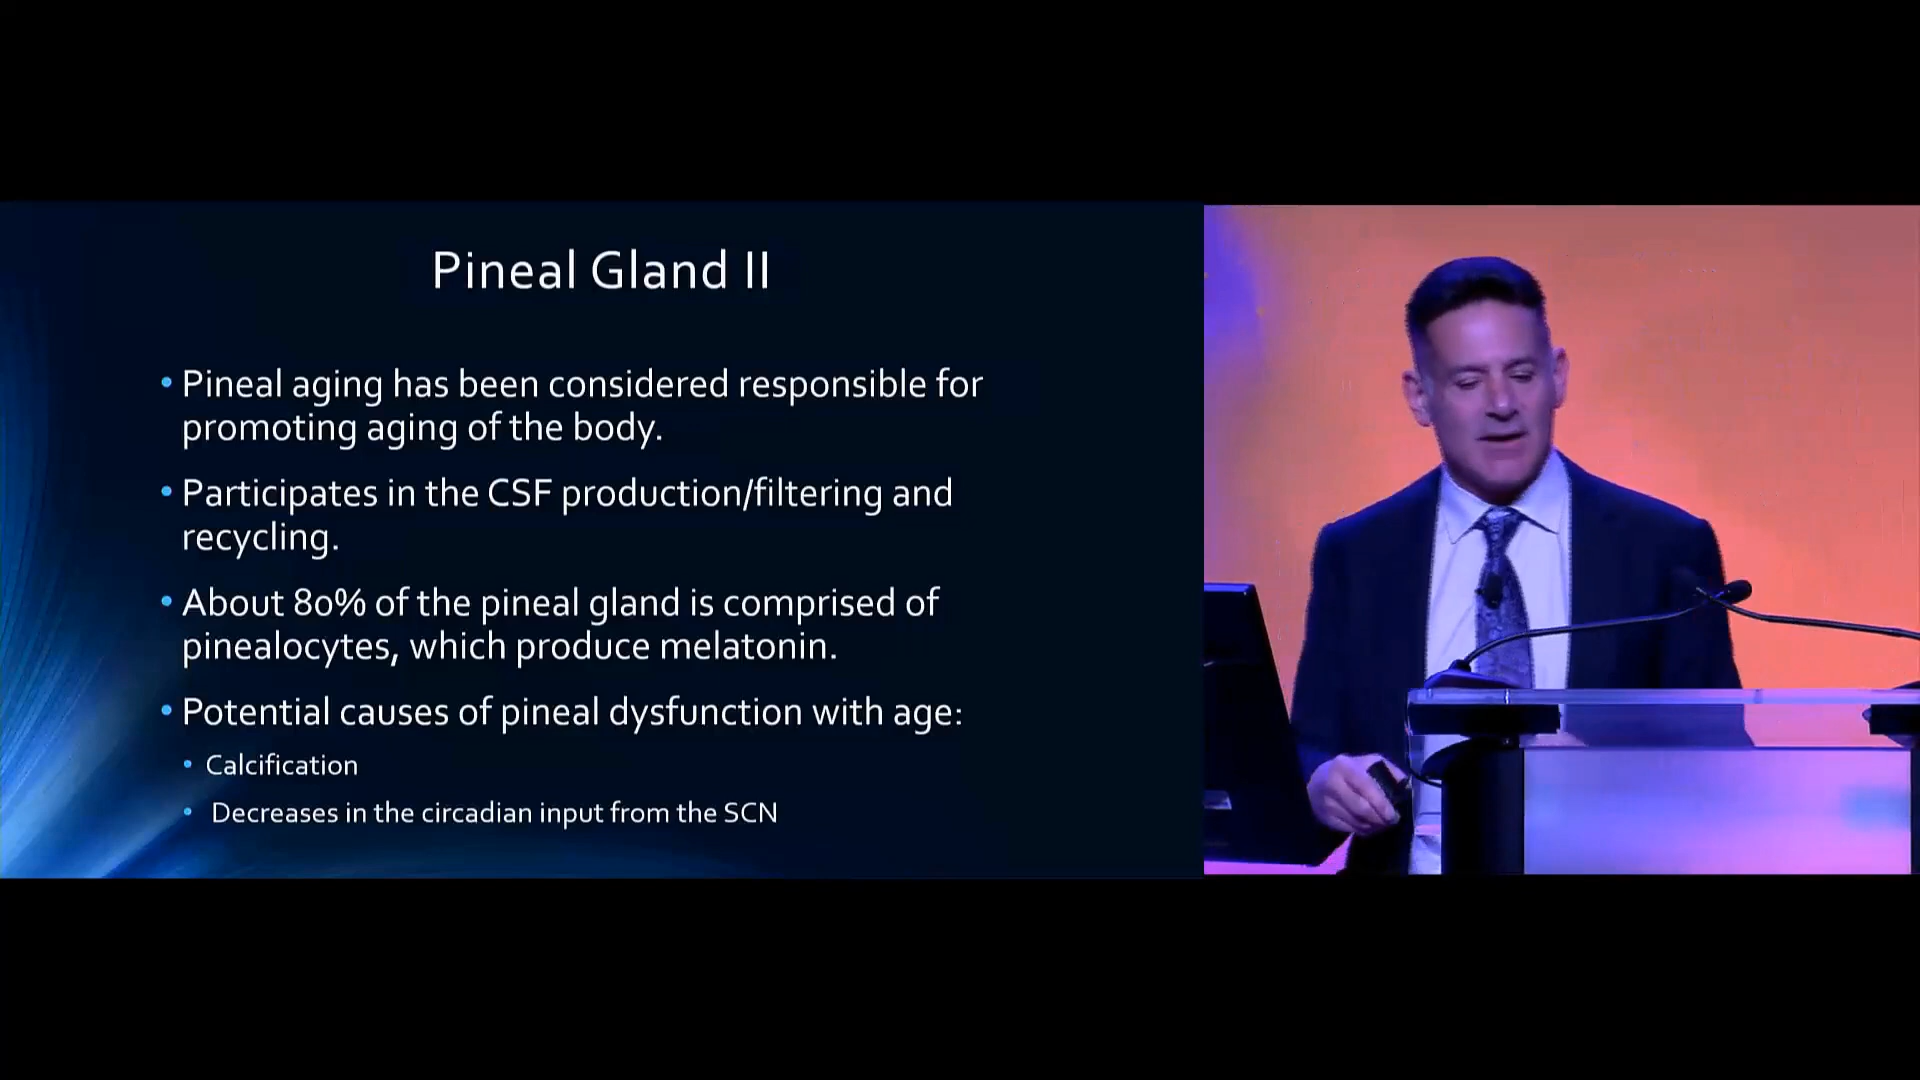 Pineal Gland II
• Pineal aging has been considered responsible for
promoting aging of the body.
• Participates in the CSF production/filtering and
recycling.
• About 80% of the pineal gland is comprised of
pinealocytes, which produce melatonin.
• Potential causes of pineal dysfunction with age:
• Calcification
• Decreases in the circadian input from the SCN